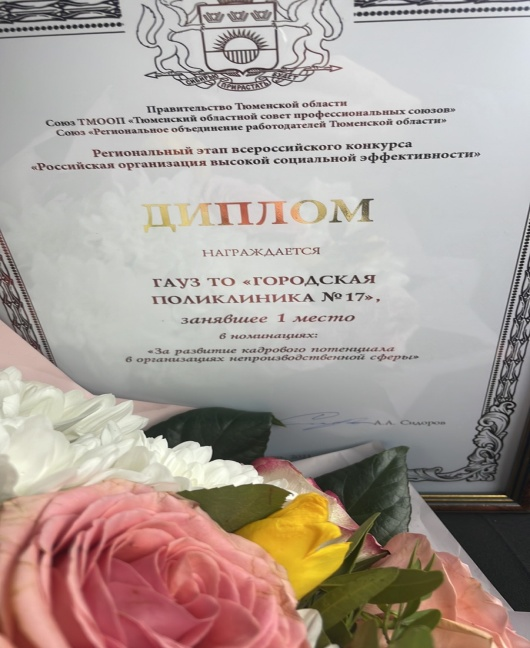 Правительство Тюменской области
Союз ТМООП «Тюменский областной совет профессиональных союзов»
Союз «Региональное объединение работодателей Тюменской области»
Региональный этап всероссийского конкурса
«Российская организация высокой социальной эффективности»
ДИПЛОМ
НАГРАЖДАЕТСЯ
ГАУЗ ТО «ГОРОДСКАЯ
ПОЛИКЛИНИКА №17»,
занявшее 1 место
в номинациях:
«За развитие кадрового потенциала
в организациях непроизводственной сферы»
А.А. Сидоров